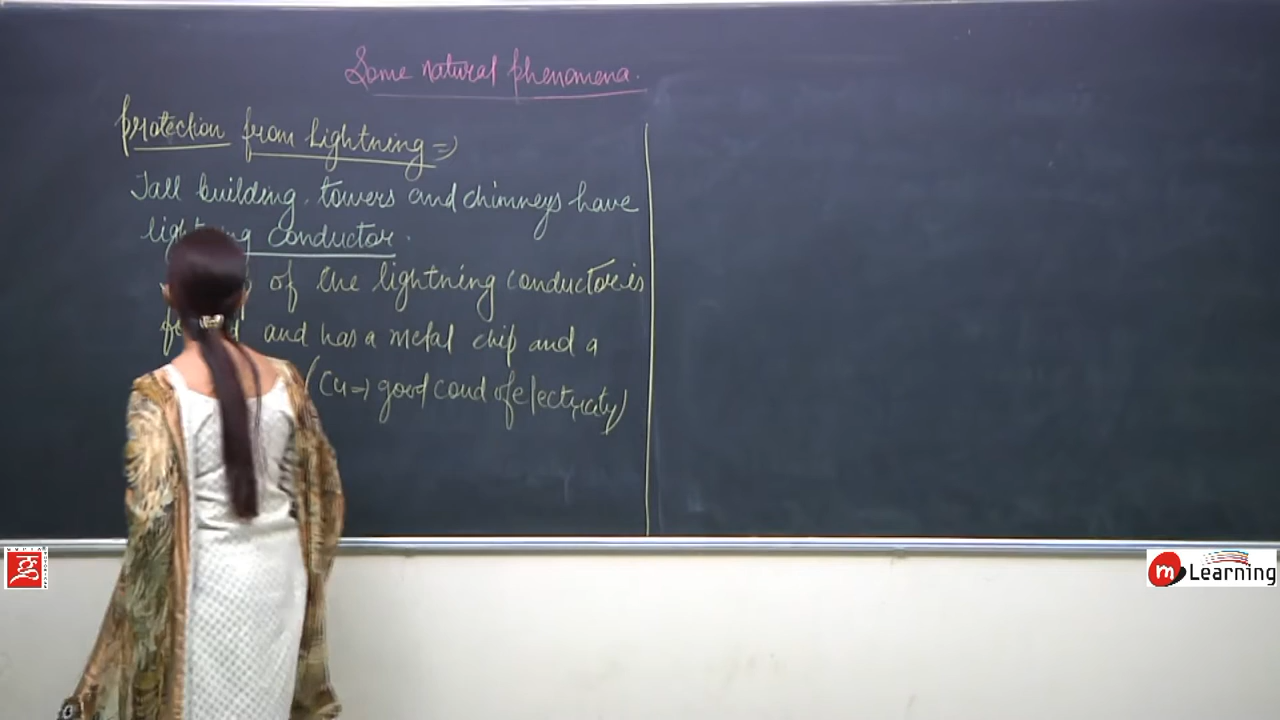 Some natural phenomena.
Protection from Lightning ⇒
Tall building, towers and chimneys have
conductor.
of the lightning conductor is
and has a metal chip and a
(Cu ⇒ good cond of electricity)
m Learning